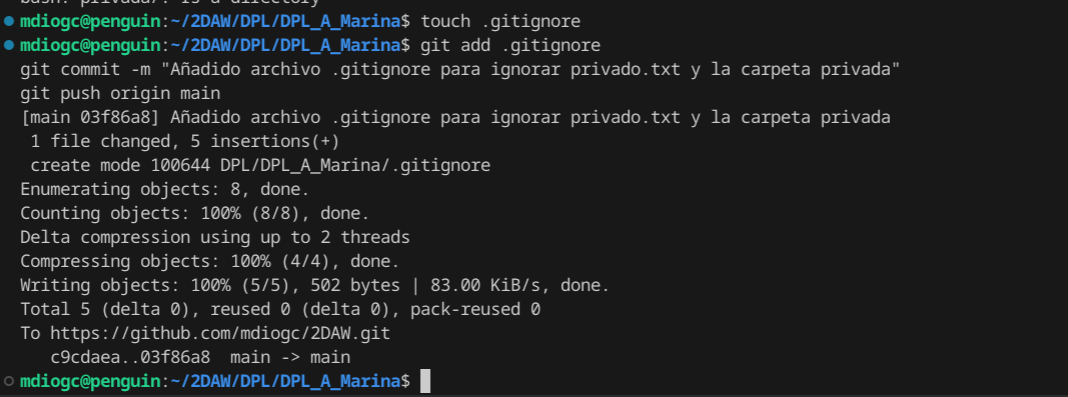 bash: privada/: Is a directory
mdiogc@penguin:~/2DAW/DPL/DPL_A_Marina$ touch .gitignore
mdiogc@penguin:~/2DAW/DPL/DPL_A_Marina$ git add .gitignore
git commit -m "Añadido archivo .gitignore para ignorar privado.txt y la carpeta privada"
git push origin main
[main 03f86a8] Añadido archivo .gitignore para ignorar privado.txt y la carpeta privada
 1 file changed, 5 insertions(+)
 create mode 100644 DPL/DPL_A_Marina/.gitignore
Enumerating objects: 8, done.
Counting objects: 100% (8/8), done.
Delta compression using up to 2 threads
Compressing objects: 100% (4/4), done.
Writing objects: 100% (5/5), 502 bytes | 83.00 KiB/s, done.
Total 5 (delta 0), reused 0 (delta 0), pack-reused 0
To https://github.com/mdiogc/2DAW.git
   c9cdaea..03f86a8  main -> main
mdiogc@penguin:~/2DAW/DPL/DPL_A_Marina$